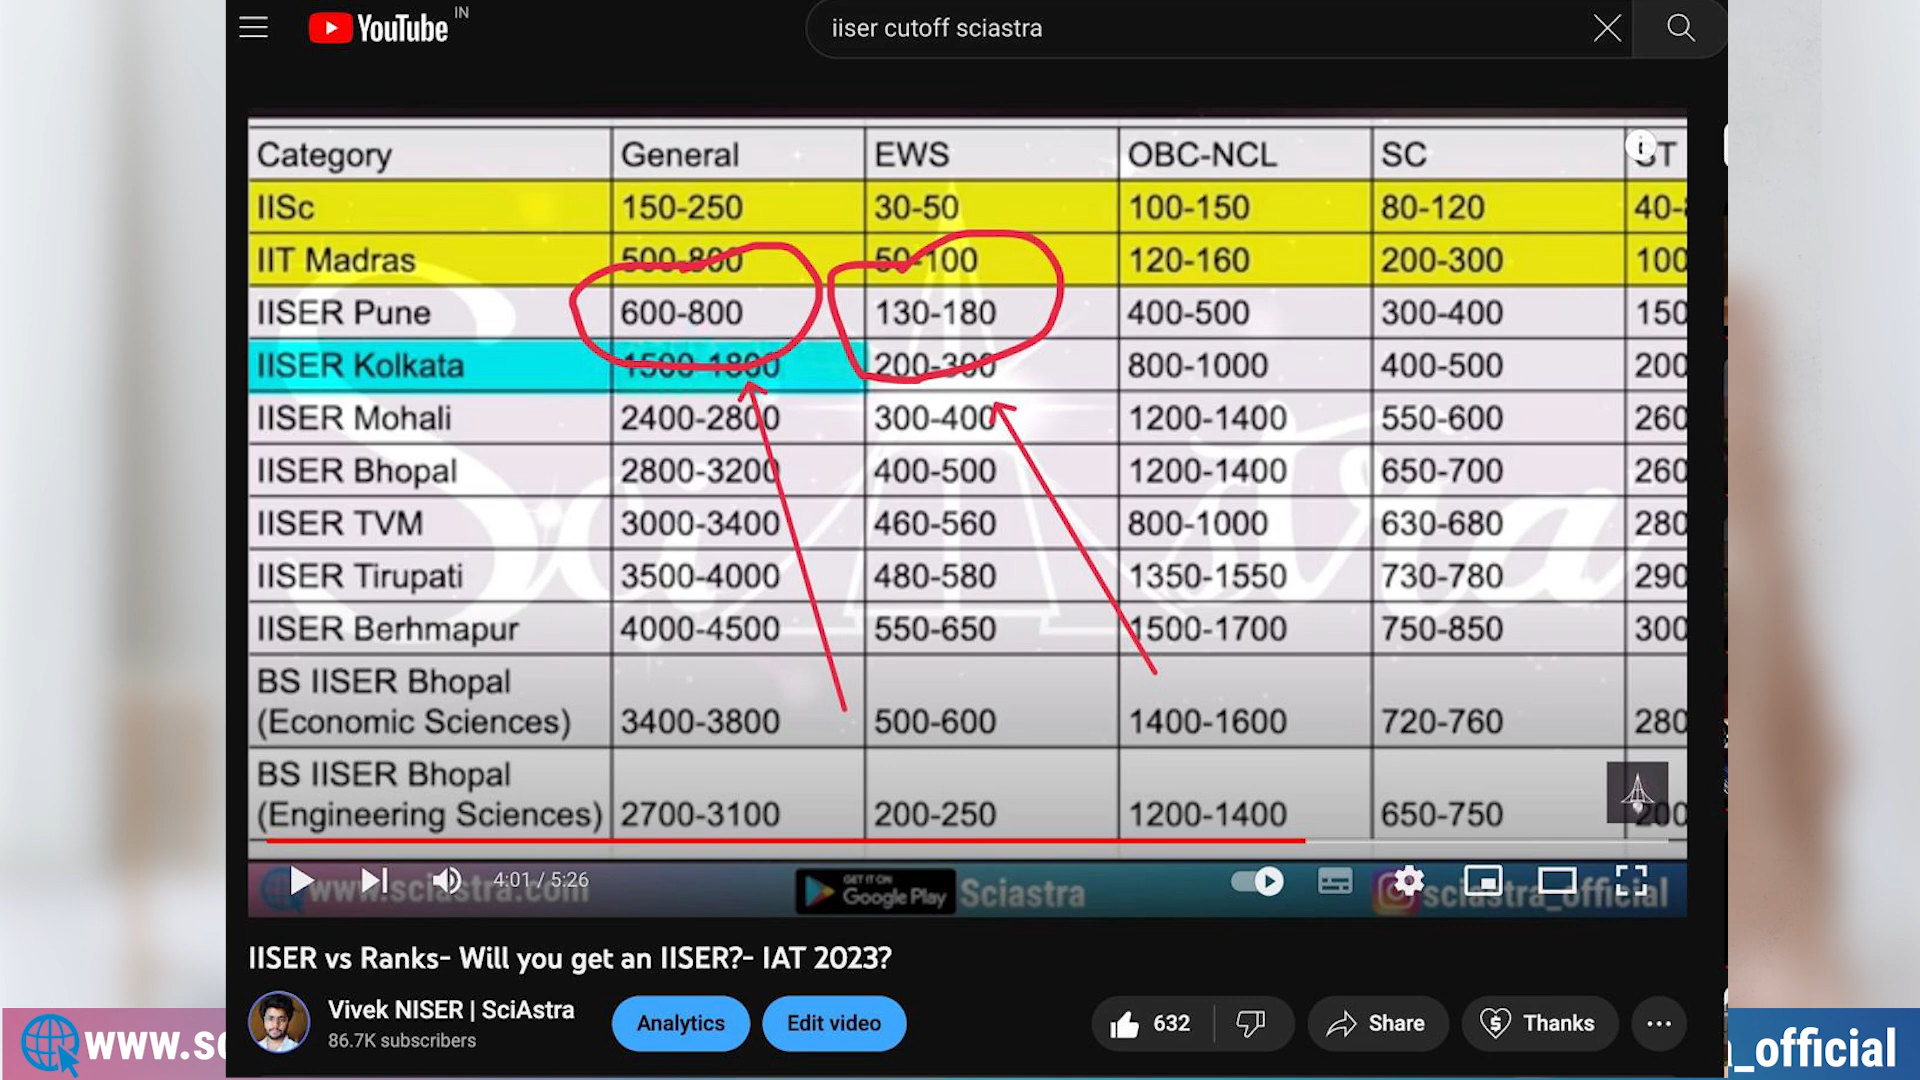 YouTube IN
iiser cutoff sciastra
Category General EWS OBC-NCL SC ST
IISc 150-250 30-50 100-150 80-120 40-
IIT Madras 500-800 50-100 120-160 200-300 100
IISER Pune 600-800 130-180 400-500 300-400 150
IISER Kolkata 1500-1800 200-300 800-1000 400-500 200
IISER Mohali 2400-2800 300-400 1200-1400 550-600 260
IISER Bhopal 2800-3200 400-500 1200-1400 650-700 260
IISER TVM 3000-3400 460-560 800-1000 630-680 280
IISER Tirupati 3500-4000 480-580 1350-1550 730-780 290
IISER Berhmapur 4000-4500 550-650 1500-1700 750-850 300
BS IISER Bhopal
(Economic Sciences) 3400-3800 500-600 1400-1600 720-760 280
BS IISER Bhopal
(Engineering Sciences) 2700-3100 200-250 1200-1400 650-750 200
SciAstra
4:01 / 5:26
www.sciastra.com
GET IT ON
Google Play
Sciastra
sciastra_official
IISER vs Ranks- Will you get an IISER?- IAT 2023?
Vivek NISER | SciAstra
86.7K subscribers
Analytics
Edit video
632
Share
Thanks
www.sc
_official